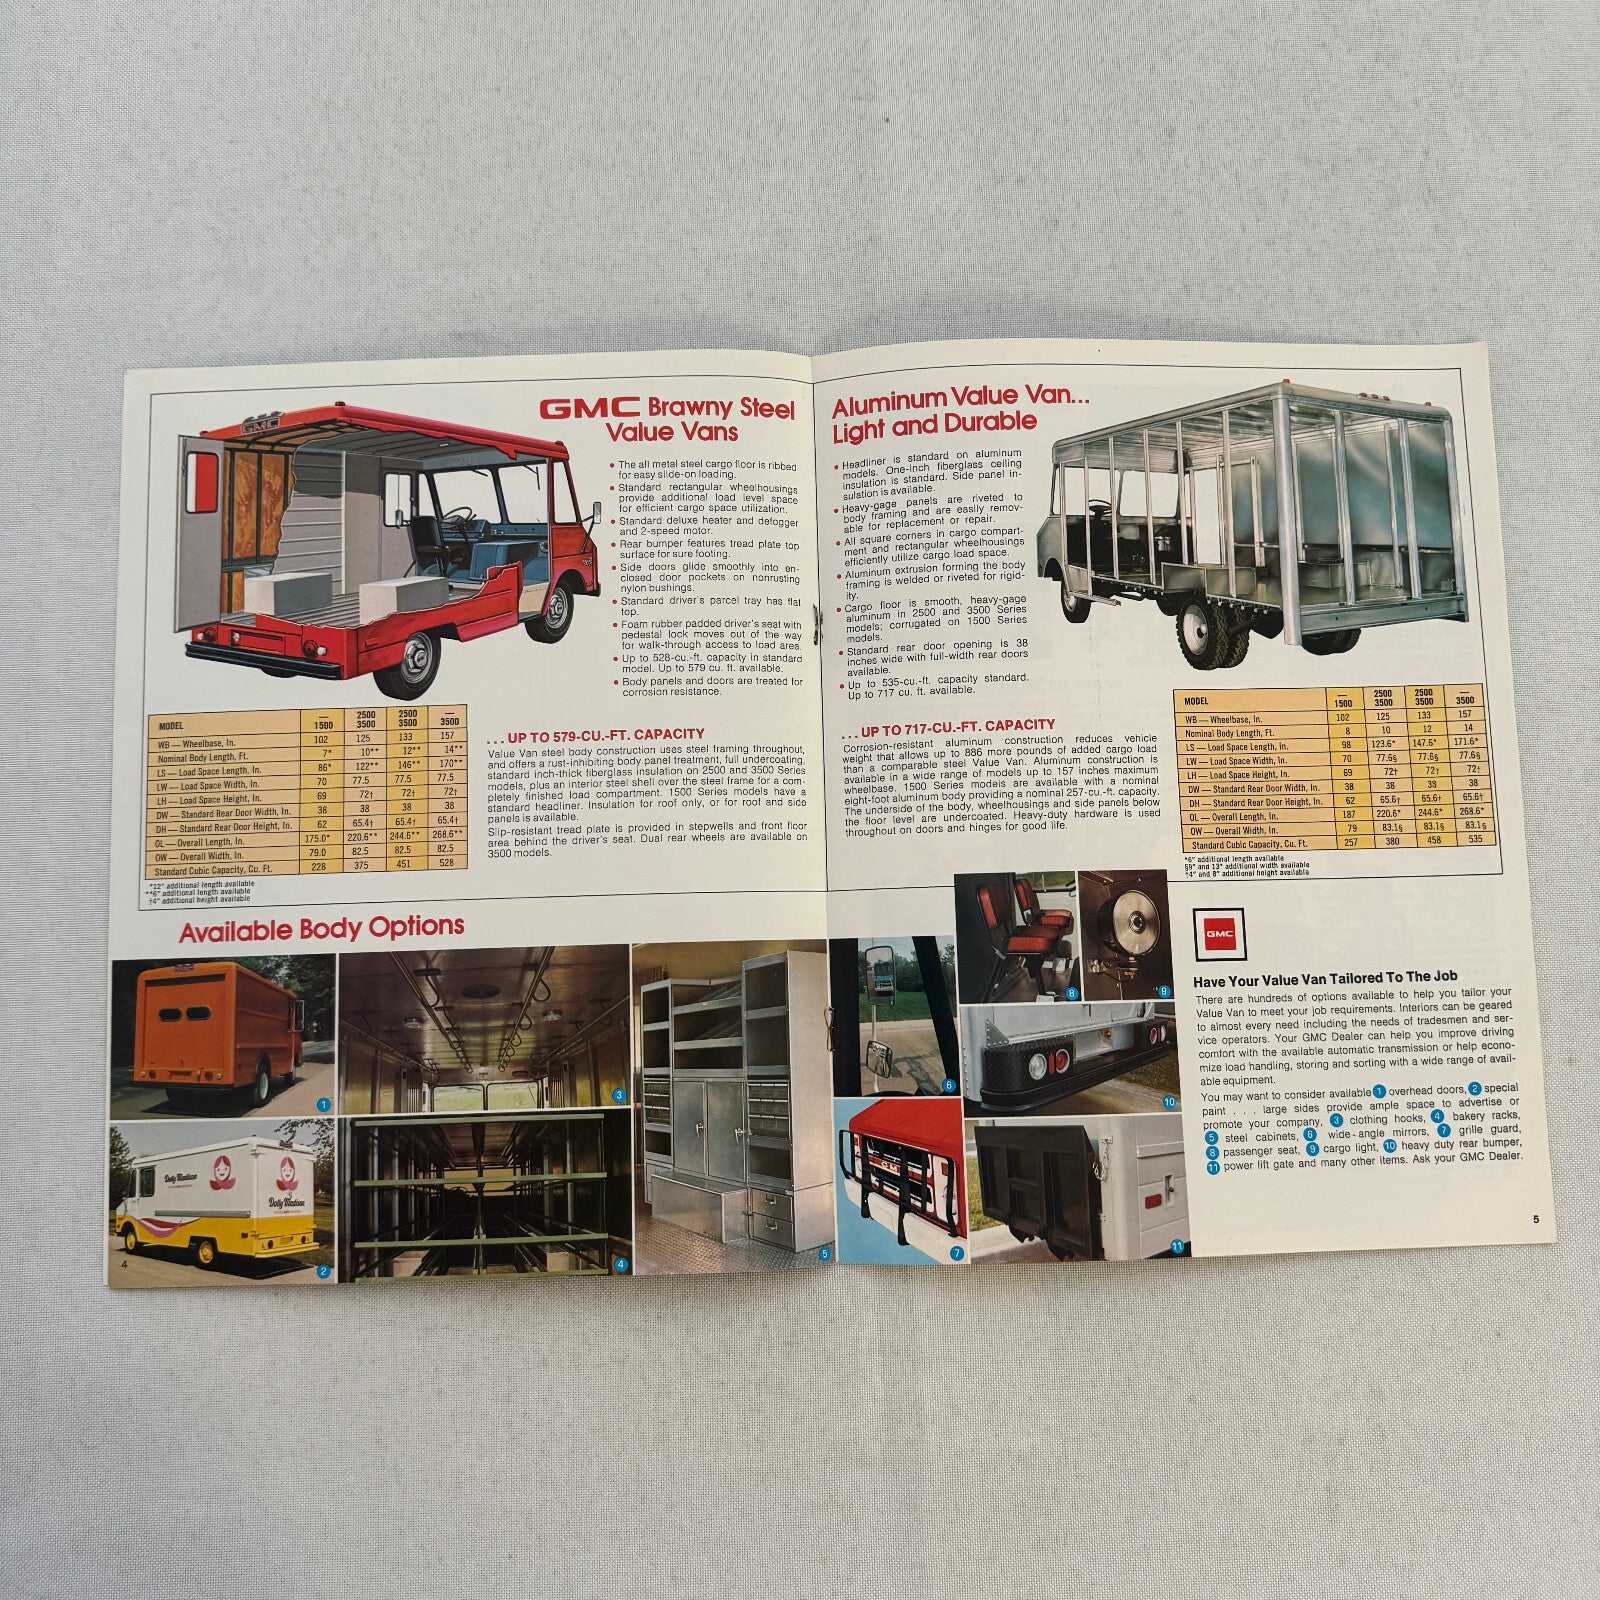 GMC Brawny Steel
Value Vans
GMC
• The all metal steel cargo floor is ribbed
for easy slide-on loading.
• Standard rectangular wheelhousings
provide additional load level space
for efficient cargo space utilization.
• Standard deluxe heater and defogger
and 2-speed motor.
• Rear bumper features tread plate top
surface for sure footing.
• Side doors glide smoothly into en-
closed door pockets on nonrusting
nylon bushings.
• Standard driver's parcel tray has flat
top.
• Foam rubber padded driver's seat with
pedestal lock moves out of the way
for walk-through access to load area.
• Up to 528-cu.-ft. capacity in standard
model. Up to 579 cu. ft. available.
• Body panels and doors are treated for
corrosion resistance.
MODEL — 1500 2500 3500 2500 3500 — 3500
WB — Wheelbase, In. 102 125 133 157
Nominal Body Length, Ft. 7* 10** 12** 14**
LS — Load Space Length, In. 86* 122** 146** 170**
LW — Load Space Width, In. 70 77.5 77.5 77.5
LH — Load Space Height, In. 69 72† 72† 72†
DW — Standard Rear Door Width, In. 38 38 38 38
DH — Standard Rear Door Height, In. 62 65.4† 65.4† 65.4†
OL — Overall Length, In. 175.0* 220.6** 244.6** 268.6**
OW — Overall Width, In. 79.0 82.5 82.5 82.5
Standard Cubic Capacity, Cu. Ft. 228 375 451 528
*12" additional length available
**6" additional length available
†4" additional height available
. . . UP TO 579-CU.-FT. CAPACITY
Value Van steel body construction uses steel framing throughout,
and offers a rust-inhibiting body panel treatment, full undercoating,
standard inch-thick fiberglass insulation on 2500 and 3500 Series
models, plus an interior steel shell over the steel frame for a com-
pletely finished load compartment. 1500 Series models have a
standard headliner. Insulation for roof only, or for roof and side
panels is available.
Slip-resistant tread plate is provided in stepwells and front floor
area behind the driver's seat. Dual rear wheels are available on
3500 models.
Available Body Options
1
2
3
4
5
Dolly Madison
Dolly Madison
4
Aluminum Value Van...
Light and Durable
• Headliner is standard on aluminum
models. One-inch fiberglass ceiling
insulation is standard. Side panel in-
sulation is available.
• Heavy-gage panels are riveted to
body framing and are easily remov-
able for replacement or repair.
• All square corners in cargo compart-
ment and rectangular wheelhousings
efficiently utilize cargo load space.
• Aluminum extrusion forming the body
framing is welded or riveted for rigid-
ity.
• Cargo floor is smooth, heavy-gage
aluminum in 2500 and 3500 Series
models; corrugated on 1500 Series
models.
• Standard rear door opening is 38
inches wide with full-width rear doors
available.
• Up to 535-cu.-ft. capacity standard.
Up to 717 cu. ft. available.
. . . UP TO 717-CU.-FT. CAPACITY
Corrosion-resistant aluminum construction reduces vehicle
weight that allows up to 886 more pounds of added cargo load
than a comparable steel Value Van. Aluminum construction is
available in a wide range of models up to 157 inches maximum
wheelbase. 1500 Series models are available with a nominal
eight-foot aluminum body providing a nominal 257-cu.-ft. capacity.
The underside of the body, wheelhousings and side panels below
the floor level are undercoated. Heavy-duty hardware is used
throughout on doors and hinges for good life.
MODEL — 1500 2500 3500 2500 3500 — 3500
WB — Wheelbase, In. 102 125 133 157
Nominal Body Length, Ft. 8 10 12 14
LS — Load Space Length, In. 98 123.6* 147.6* 171.6*
LW — Load Space Width, In. 70 77.6§ 77.6§ 77.6§
LH — Load Space Height, In. 69 72† 72† 72†
DW — Standard Rear Door Width, In. 38 38 38 38
DH — Standard Rear Door Height, In. 62 65.6† 65.6† 65.6†
OL — Overall Length, In. 187 220.6* 244.6* 268.6*
OW — Overall Width, In. 79 83.1§ 83.1§ 83.1§
Standard Cubic Capacity, Cu. Ft. 257 380 458 535
*6" additional length available
§9" and 13" additional width available
†4" and 8" additional height available
6
7
8
9
10
11
GMC
GMC
Have Your Value Van Tailored To The Job
There are hundreds of options available to help you tailor your
Value Van to meet your job requirements. Interiors can be geared
to almost every need including the needs of tradesmen and ser-
vice operators. Your GMC Dealer can help you improve driving
comfort with the available automatic transmission or help econo-
mize load handling, storing and sorting with a wide range of avail-
able equipment.
You may want to consider available 1 overhead doors, 2 special
paint . . . large sides provide ample space to advertise or
promote your company, 3 clothing hooks, 4 bakery racks,
5 steel cabinets, 6 wide-angle mirrors, 7 grille guard,
8 passenger seat, 9 cargo light, 10 heavy duty rear bumper,
11 power lift gate and many other items. Ask your GMC Dealer.
5